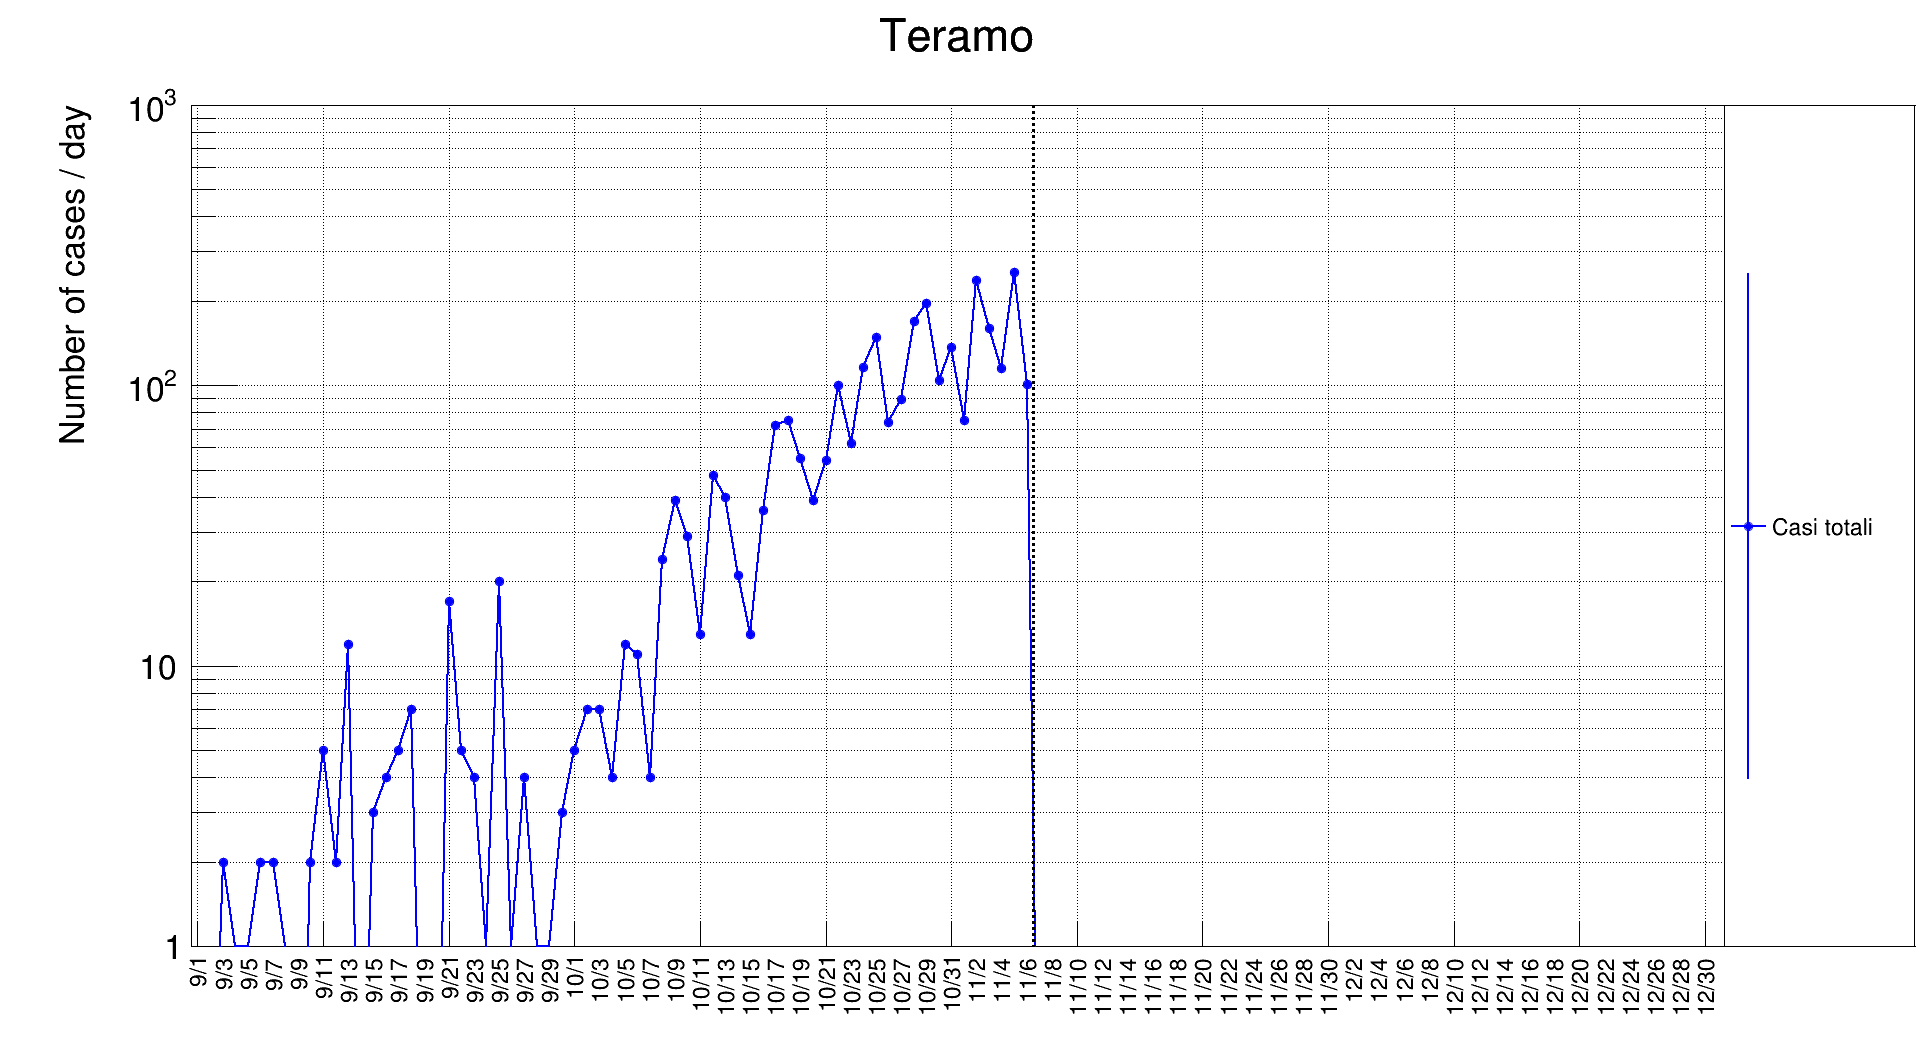 Teramo
Number of cases / day
10³
10²
10
1
9/1 9/3 9/5 9/7 9/9 9/11 9/13 9/15 9/17 9/19 9/21 9/23 9/25 9/27 9/29 10/1 10/3 10/5 10/7 10/9 10/11 10/13 10/15 10/17 10/19 10/21 10/23 10/25 10/27 10/29 10/31 11/2 11/4 11/6 11/8 11/10 11/12 11/14 11/16 11/18 11/20 11/22 11/24 11/26 11/28 11/30 12/2 12/4 12/6 12/8 12/10 12/12 12/14 12/16 12/18 12/20 12/22 12/24 12/26 12/28 12/30
Casi totali